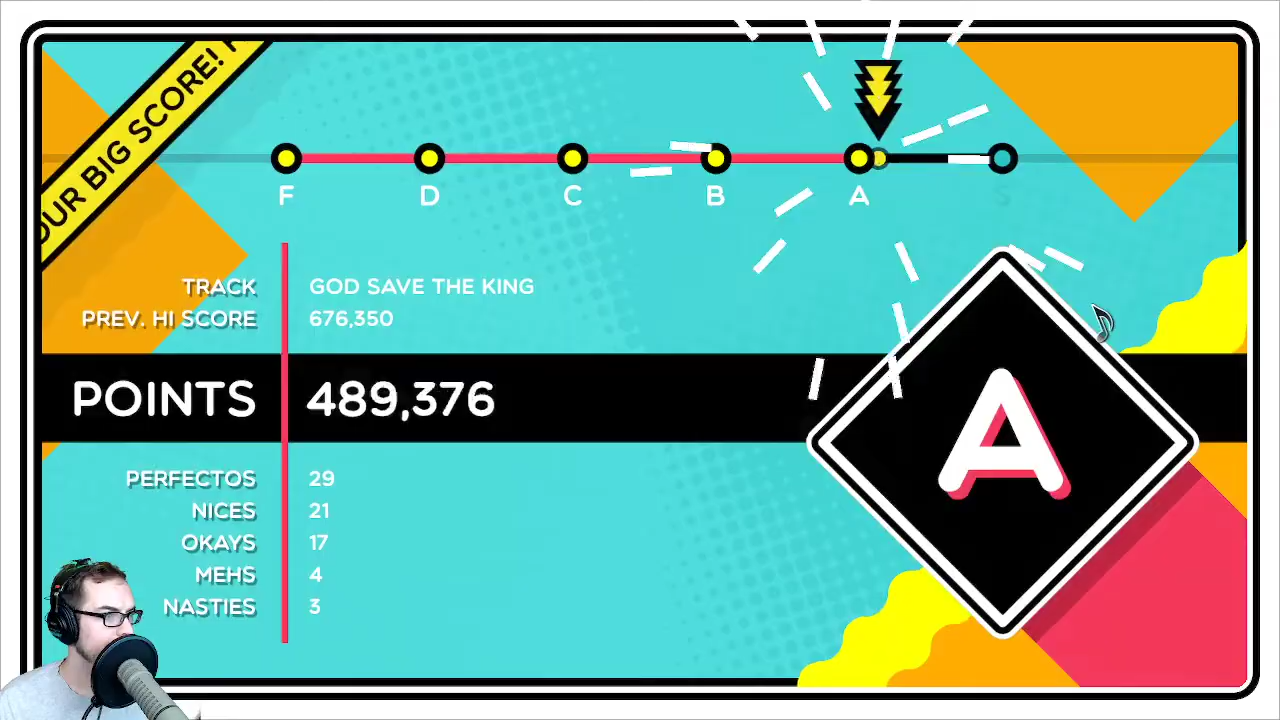 OUR BIG SCORE!
F D C B A S
TRACK GOD SAVE THE KING
PREV. HI SCORE 676,350
POINTS 489,376
A
PERFECTOS 29
NICES 21
OKAYS 17
MEHS 4
NASTIES 3